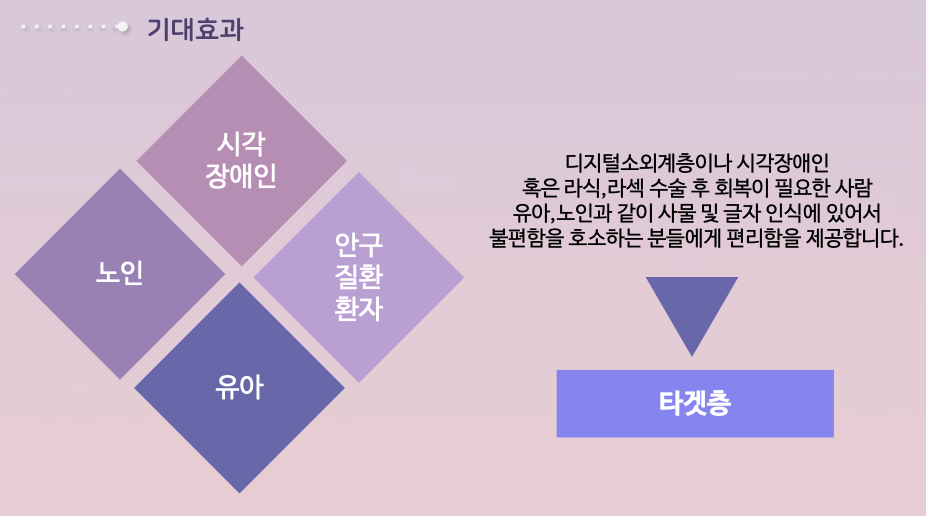 기대효과
시각
장애인
노인
안구
질환
환자
유아
디지털소외계층이나 시각장애인
혹은 라식,라섹 수술 후 회복이 필요한 사람
유아,노인과 같이 사물 및 글자 인식에 있어서
불편함을 호소하는 분들에게 편리함을 제공합니다.
타겟층